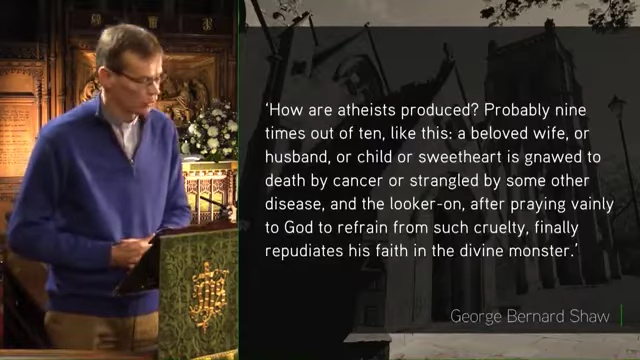 ‘How are atheists produced? Probably nine
times out of ten, like this: a beloved wife, or
husband, or child or sweetheart is gnawed to
death by cancer or strangled by some other
disease, and the looker-on, after praying vainly
to God to refrain from such cruelty, finally
repudiates his faith in the divine monster.’
George Bernard Shaw